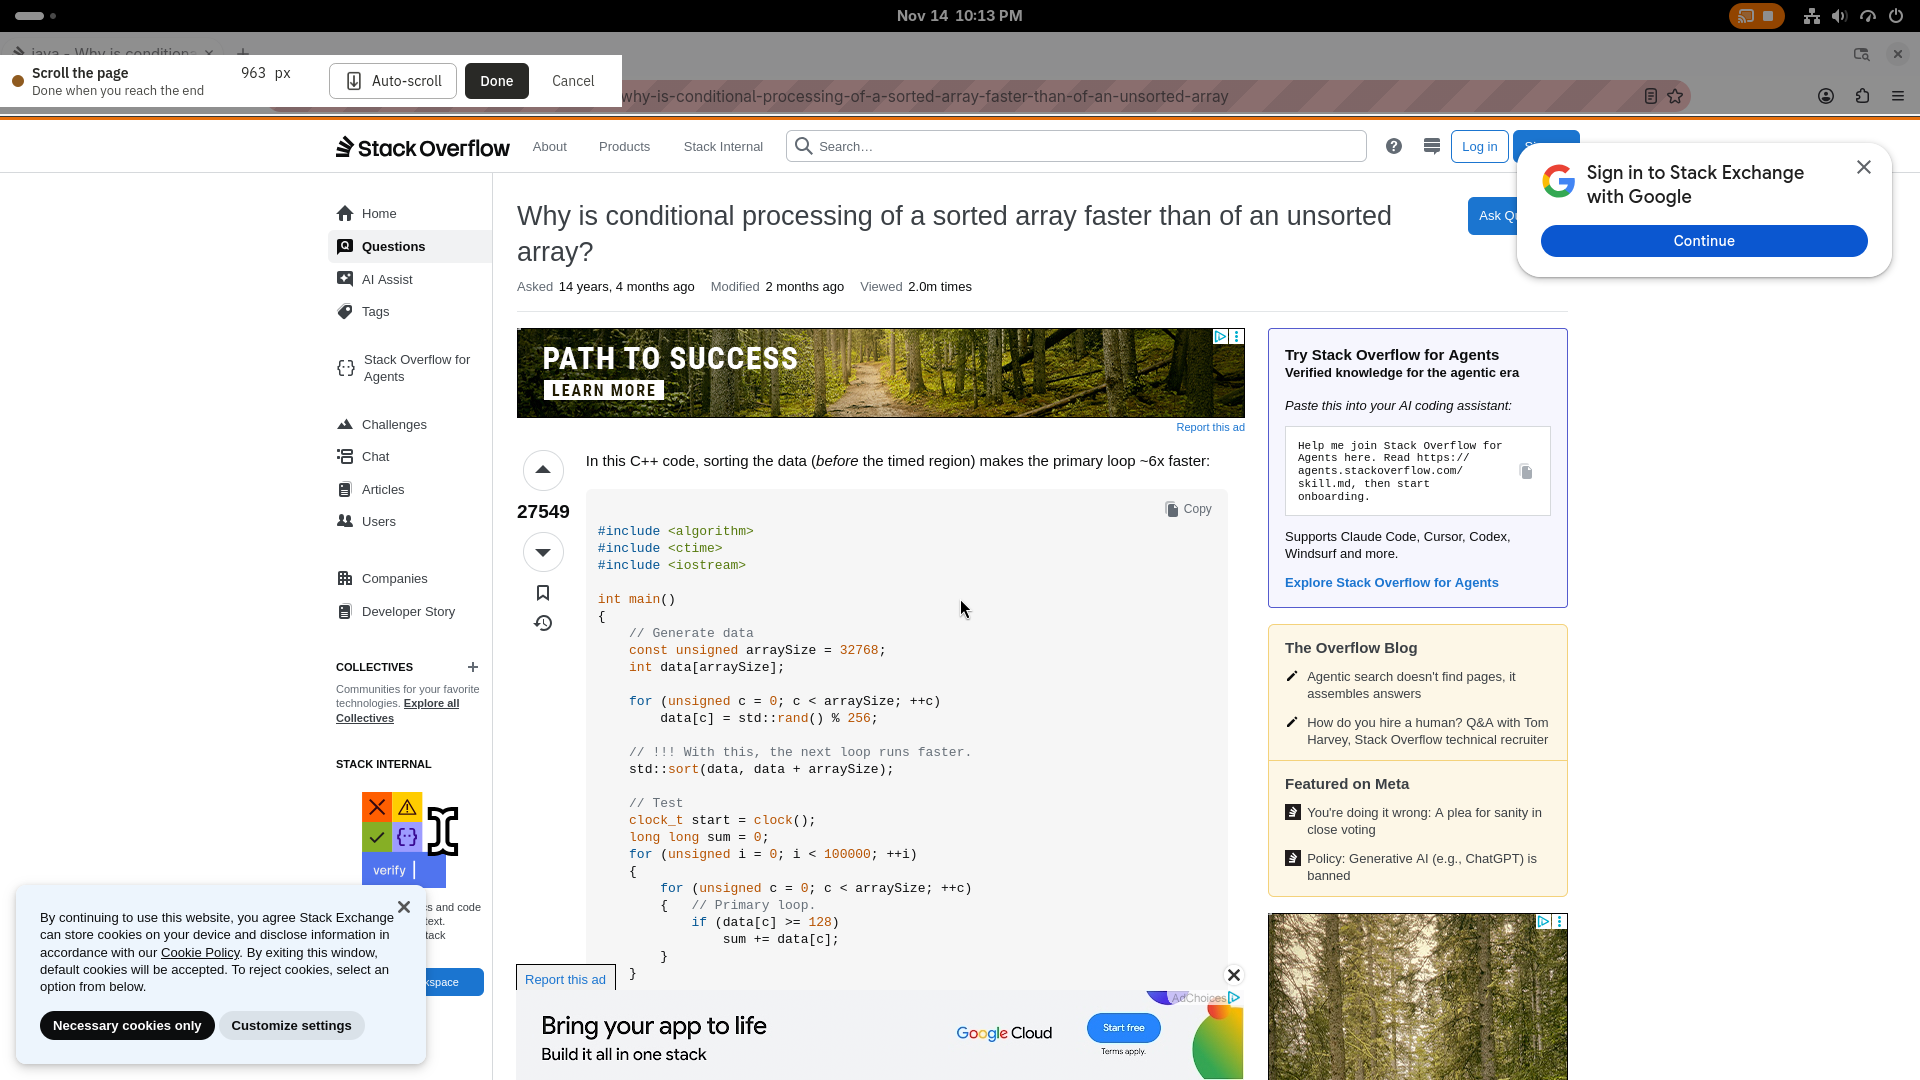 Nov 14 10:13 PM
java - Why is condition
Scroll the page
Done when you reach the end
963 px
Auto-scroll
Done
Cancel
why-is-conditional-processing-of-a-sorted-array-faster-than-of-an-unsorted-array
Stack Overflow
About
Products
Stack Internal
Search…
Log in
Sign in to Stack Exchange
with Google
Continue
Home
Questions
AI Assist
Tags
Stack Overflow for
Agents
Challenges
Chat
Articles
Users
Companies
Developer Story
COLLECTIVES
Communities for your favorite
technologies. Explore all
Collectives
STACK INTERNAL
verify
s and code
text.
tack
kspace
By continuing to use this website, you agree Stack Exchange
can store cookies on your device and disclose information in
accordance with our Cookie Policy. By exiting this window,
default cookies will be accepted. To reject cookies, select an
option from below.
Necessary cookies only
Customize settings
Why is conditional processing of a sorted array faster than of an unsorted
array?
Ask Qu
Asked 14 years, 4 months ago Modified 2 months ago Viewed 2.0m times
PATH TO SUCCESS
LEARN MORE
Report this ad
27549
In this C++ code, sorting the data (before the timed region) makes the primary loop ~6x faster:
Copy
#include <algorithm>
#include <ctime>
#include <iostream>
int main()
{
// Generate data
const unsigned arraySize = 32768;
int data[arraySize];
for (unsigned c = 0; c < arraySize; ++c)
data[c] = std::rand() % 256;
// !!! With this, the next loop runs faster.
std::sort(data, data + arraySize);
// Test
clock_t start = clock();
long long sum = 0;
for (unsigned i = 0; i < 100000; ++i)
{
for (unsigned c = 0; c < arraySize; ++c)
{ // Primary loop.
if (data[c] >= 128)
sum += data[c];
}
}
Report this ad
AdChoices
Bring your app to life
Build it all in one stack
Google Cloud
Start free
Terms apply.
Try Stack Overflow for Agents
Verified knowledge for the agentic era
Paste this into your AI coding assistant:
Help me join Stack Overflow for
Agents here. Read https://
agents.stackoverflow.com/
skill.md, then start
onboarding.
Supports Claude Code, Cursor, Codex,
Windsurf and more.
Explore Stack Overflow for Agents
The Overflow Blog
Agentic search doesn't find pages, it
assembles answers
How do you hire a human? Q&A with Tom
Harvey, Stack Overflow technical recruiter
Featured on Meta
You're doing it wrong: A plea for sanity in
close voting
Policy: Generative AI (e.g., ChatGPT) is
banned